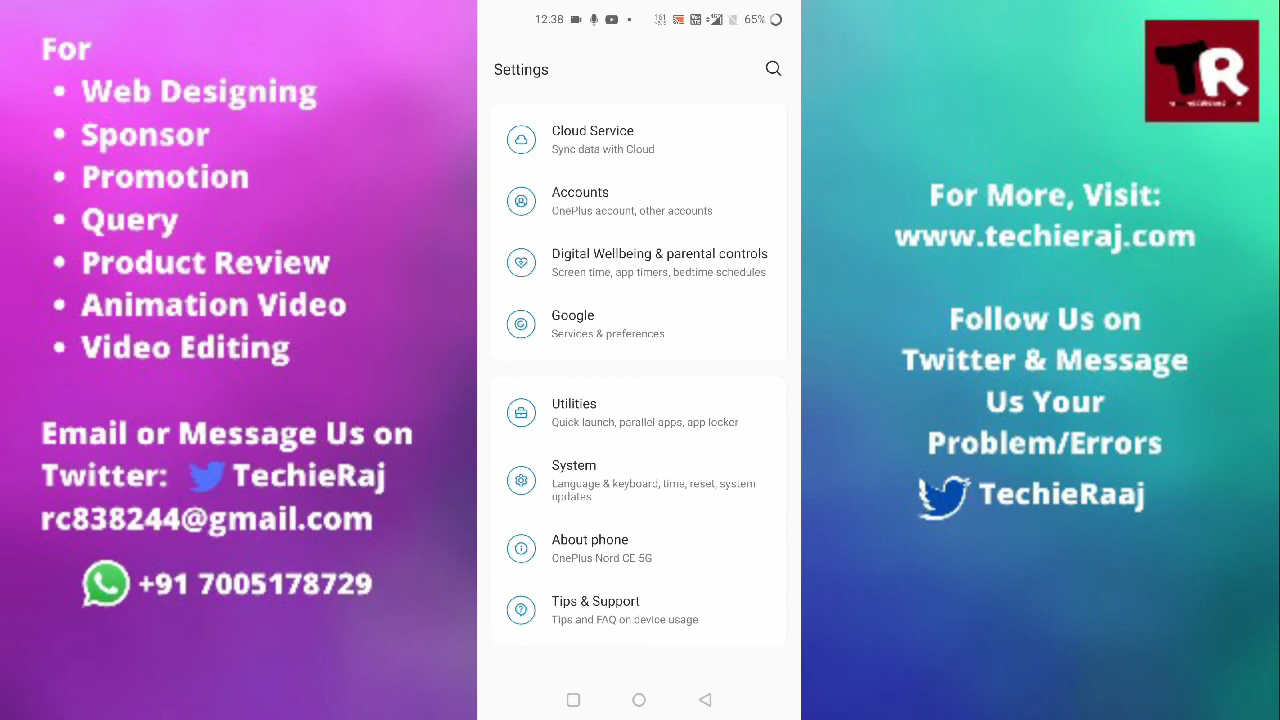 For
• Web Designing
• Sponsor
• Promotion
• Query
• Product Review
• Animation Video
• Video Editing
Email or Message Us on
Twitter: TechieRaj
rc838244@gmail.com
+91 7005178729
12:38
65%
Settings
Cloud Service
Sync data with Cloud
Accounts
OnePlus account, other accounts
Digital Wellbeing & parental controls
Screen time, app timers, bedtime schedules
Google
Services & preferences
Utilities
Quick launch, parallel apps, app locker
System
Language & keyboard, time, reset, system
updates
About phone
OnePlus Nord CE 5G
Tips & Support
Tips and FAQ on device usage
TR
For More, Visit:
www.techieraj.com
Follow Us on
Twitter & Message
Us Your
Problem/Errors
TechieRaaj